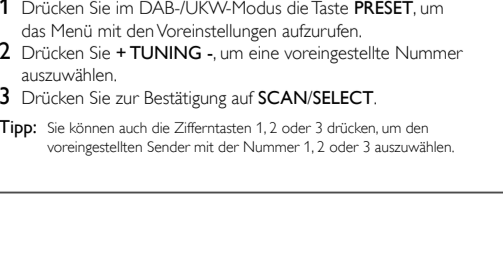 1 Drücken Sie im DAB-/UKW-Modus die Taste PRESET, um
das Menü mit den Voreinstellungen aufzurufen.
2 Drücken Sie + TUNING -, um eine voreingestellte Nummer
auszuwählen.
3 Drücken Sie zur Bestätigung auf SCAN/SELECT.
Tipp: Sie können auch die Zifferntasten 1, 2 oder 3 drücken, um den
voreingestellten Sender mit der Nummer 1, 2 oder 3 auszuwählen.